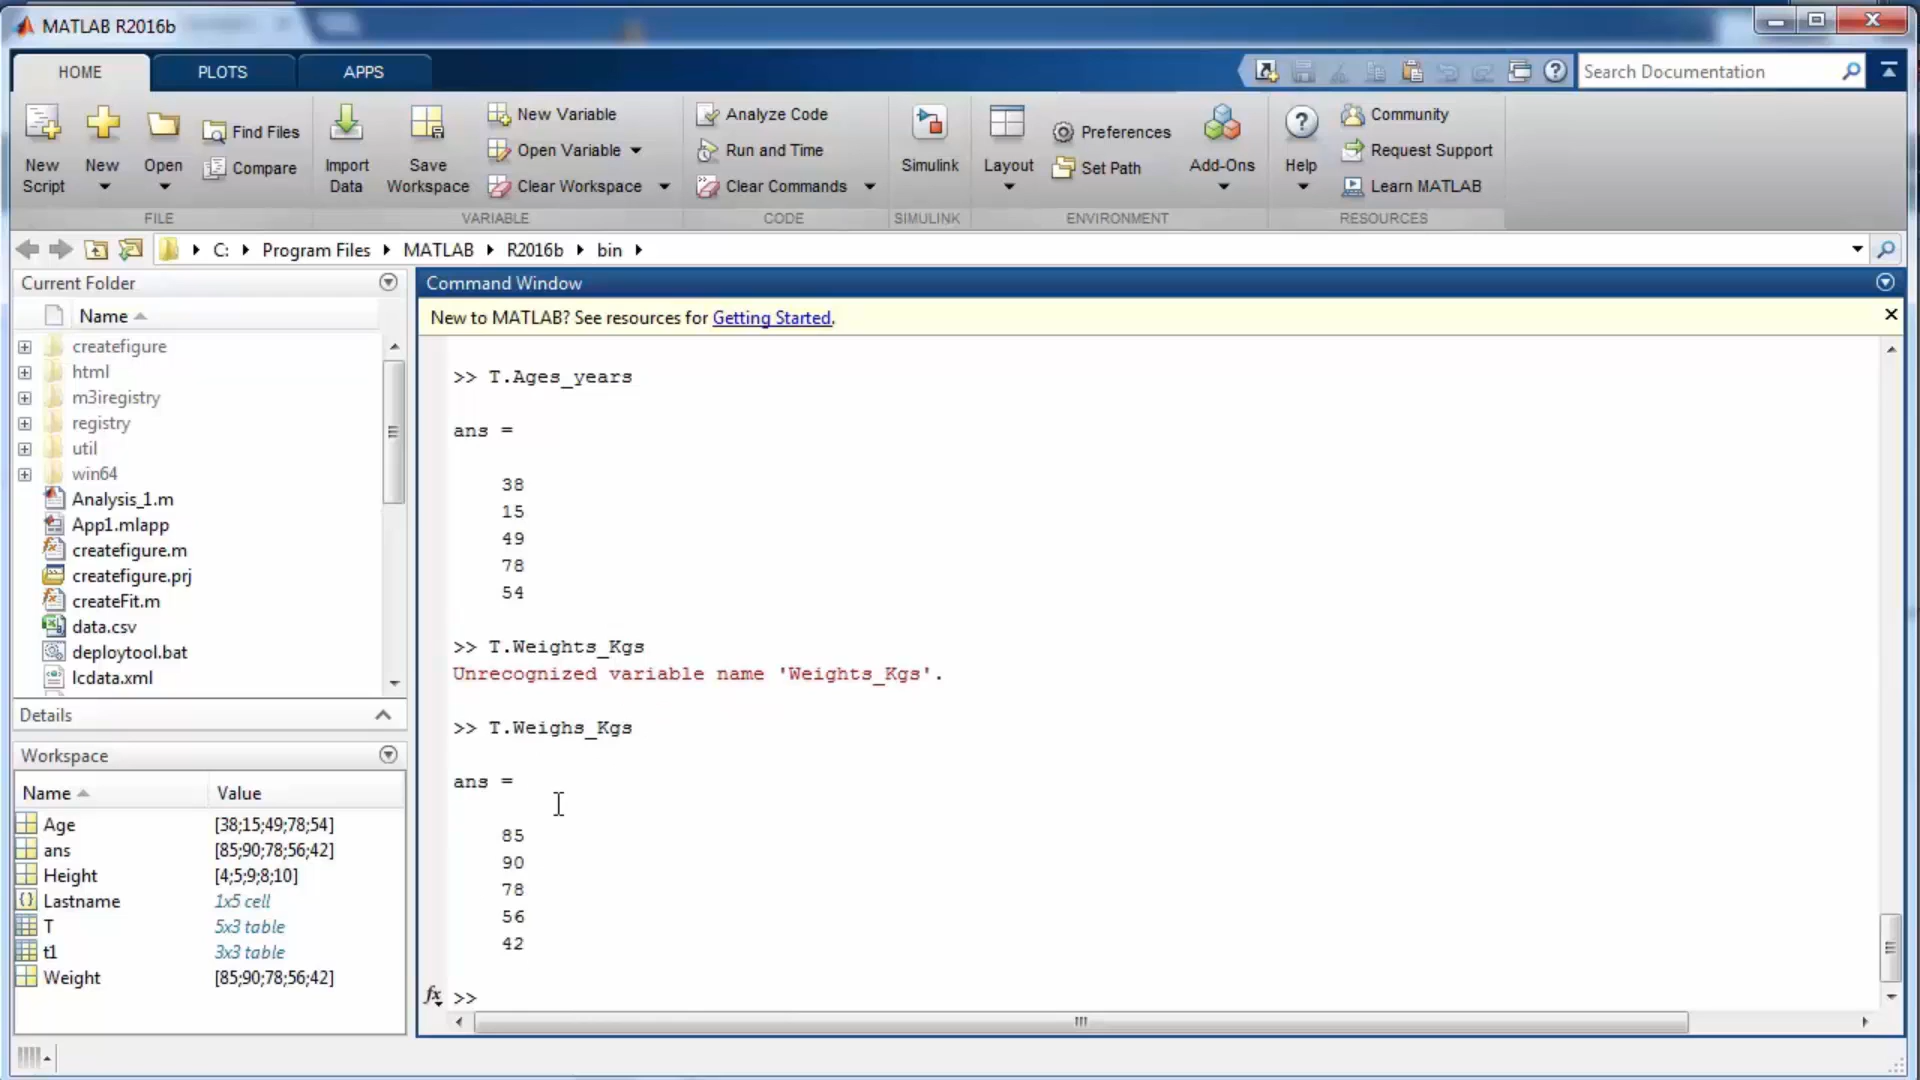 MATLAB R2016b
HOME
PLOTS
APPS
Search Documentation
New Script
New
Open
Find Files
Compare
Import Data
Save Workspace
New Variable
Open Variable
Clear Workspace
Analyze Code
Run and Time
Clear Commands
Simulink
Layout
Preferences
Set Path
Add-Ons
Help
Community
Request Support
Learn MATLAB
FILE
VARIABLE
CODE
SIMULINK
ENVIRONMENT
RESOURCES
C: Program Files MATLAB R2016b bin
Current Folder
Name
createfigure
html
m3iregistry
registry
util
win64
Analysis_1.m
App1.mlapp
createfigure.m
createfigure.prj
createFit.m
data.csv
deploytool.bat
lcdata.xml
Details
Workspace
Name Value
Age [38;15;49;78;54]
ans [85;90;78;56;42]
Height [4;5;9;8;10]
Lastname 1x5 cell
T 5x3 table
t1 3x3 table
Weight [85;90;78;56;42]
Command Window
New to MATLAB? See resources for Getting Started.
>> T.Ages_years
ans =
38
15
49
78
54
>> T.Weights_Kgs
Unrecognized variable name 'Weights_Kgs'.
>> T.Weighs_Kgs
ans =
85
90
78
56
42
fx >>